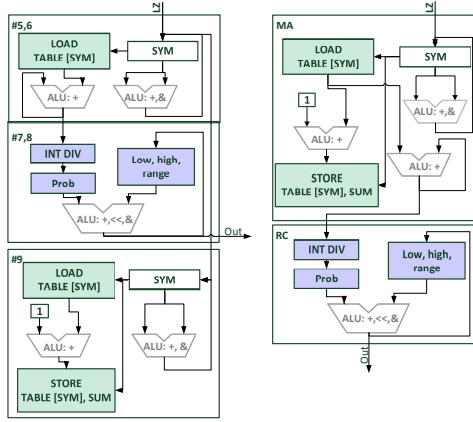 LZ
#5,6
LOAD
TABLE [SYM]
SYM
ALU: +
ALU: +,&
#7,8
INT DIV
Prob
Low, high,
range
ALU: +,<<,&
Out
#9
LOAD
TABLE [SYM]
SYM
1
ALU: +
ALU: +, &
STORE
TABLE [SYM], SUM
LZ
MA
LOAD
TABLE [SYM]
SYM
1
ALU: +,&
ALU: +
ALU: +
STORE
TABLE [SYM], SUM
RC
INT DIV
Prob
Low, high,
range
ALU: +,<<,&
Out